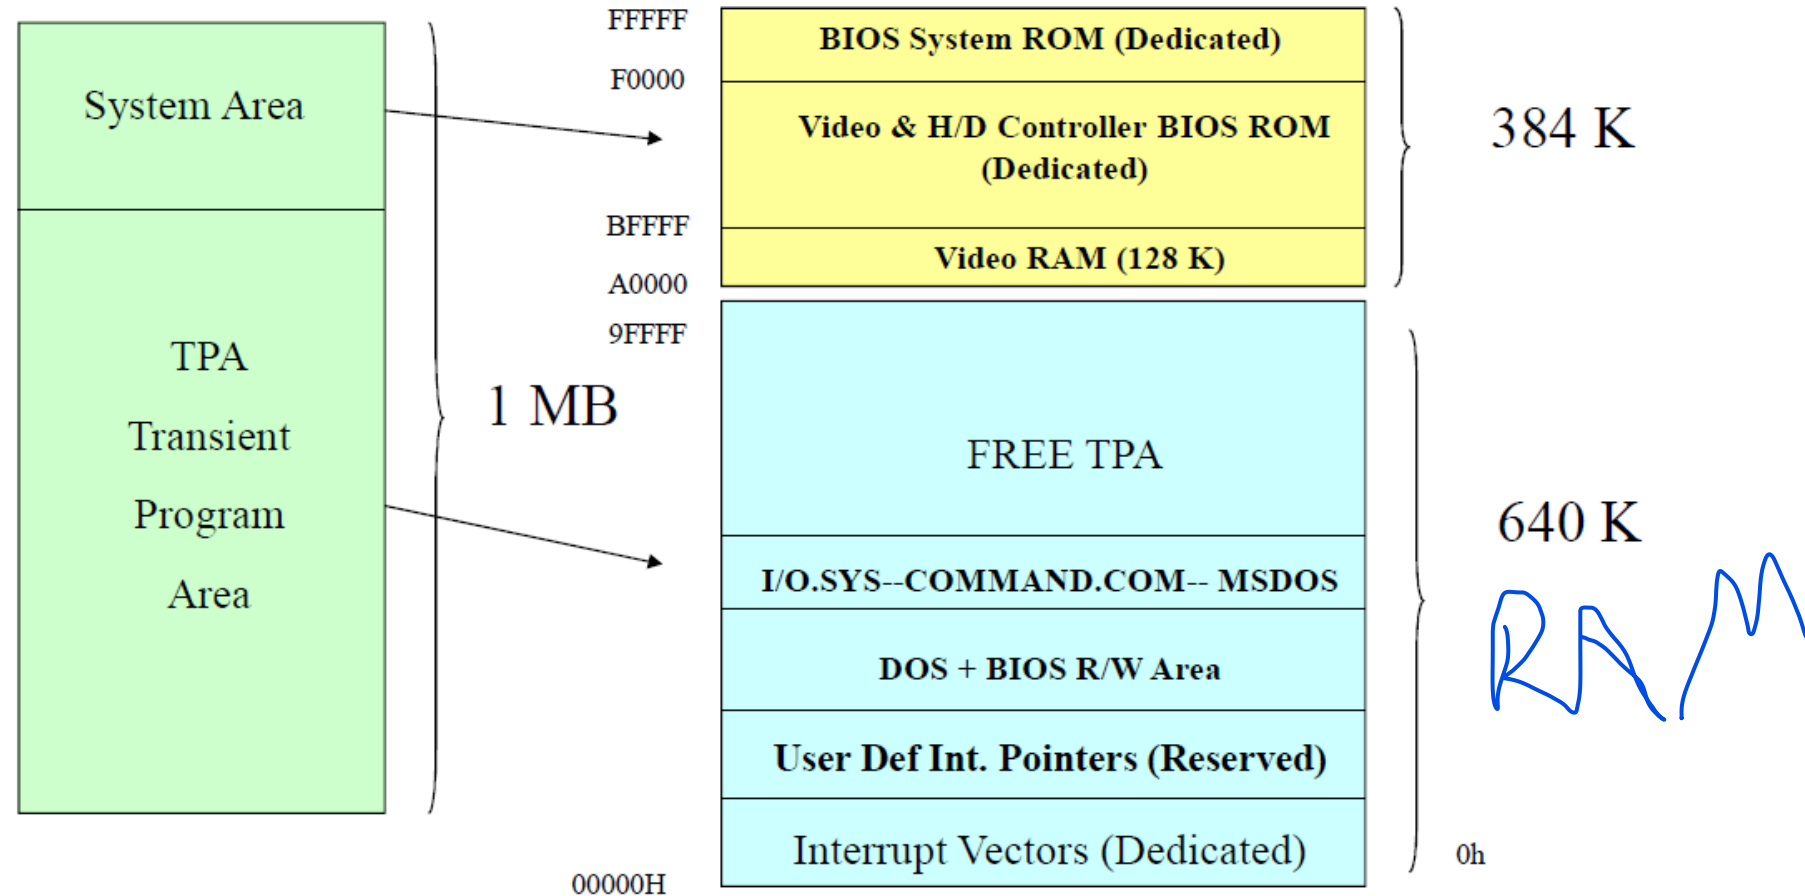 System Area
TPA
Transient
Program
Area
1 MB
FFFFF
F0000
BFFFF
A0000
9FFFF
00000H
BIOS System ROM (Dedicated)
Video & H/D Controller BIOS ROM
(Dedicated)
Video RAM (128 K)
FREE TPA
I/O.SYS--COMMAND.COM-- MSDOS
DOS + BIOS R/W Area
User Def Int. Pointers (Reserved)
Interrupt Vectors (Dedicated)
384 K
640 K
RAM
0h